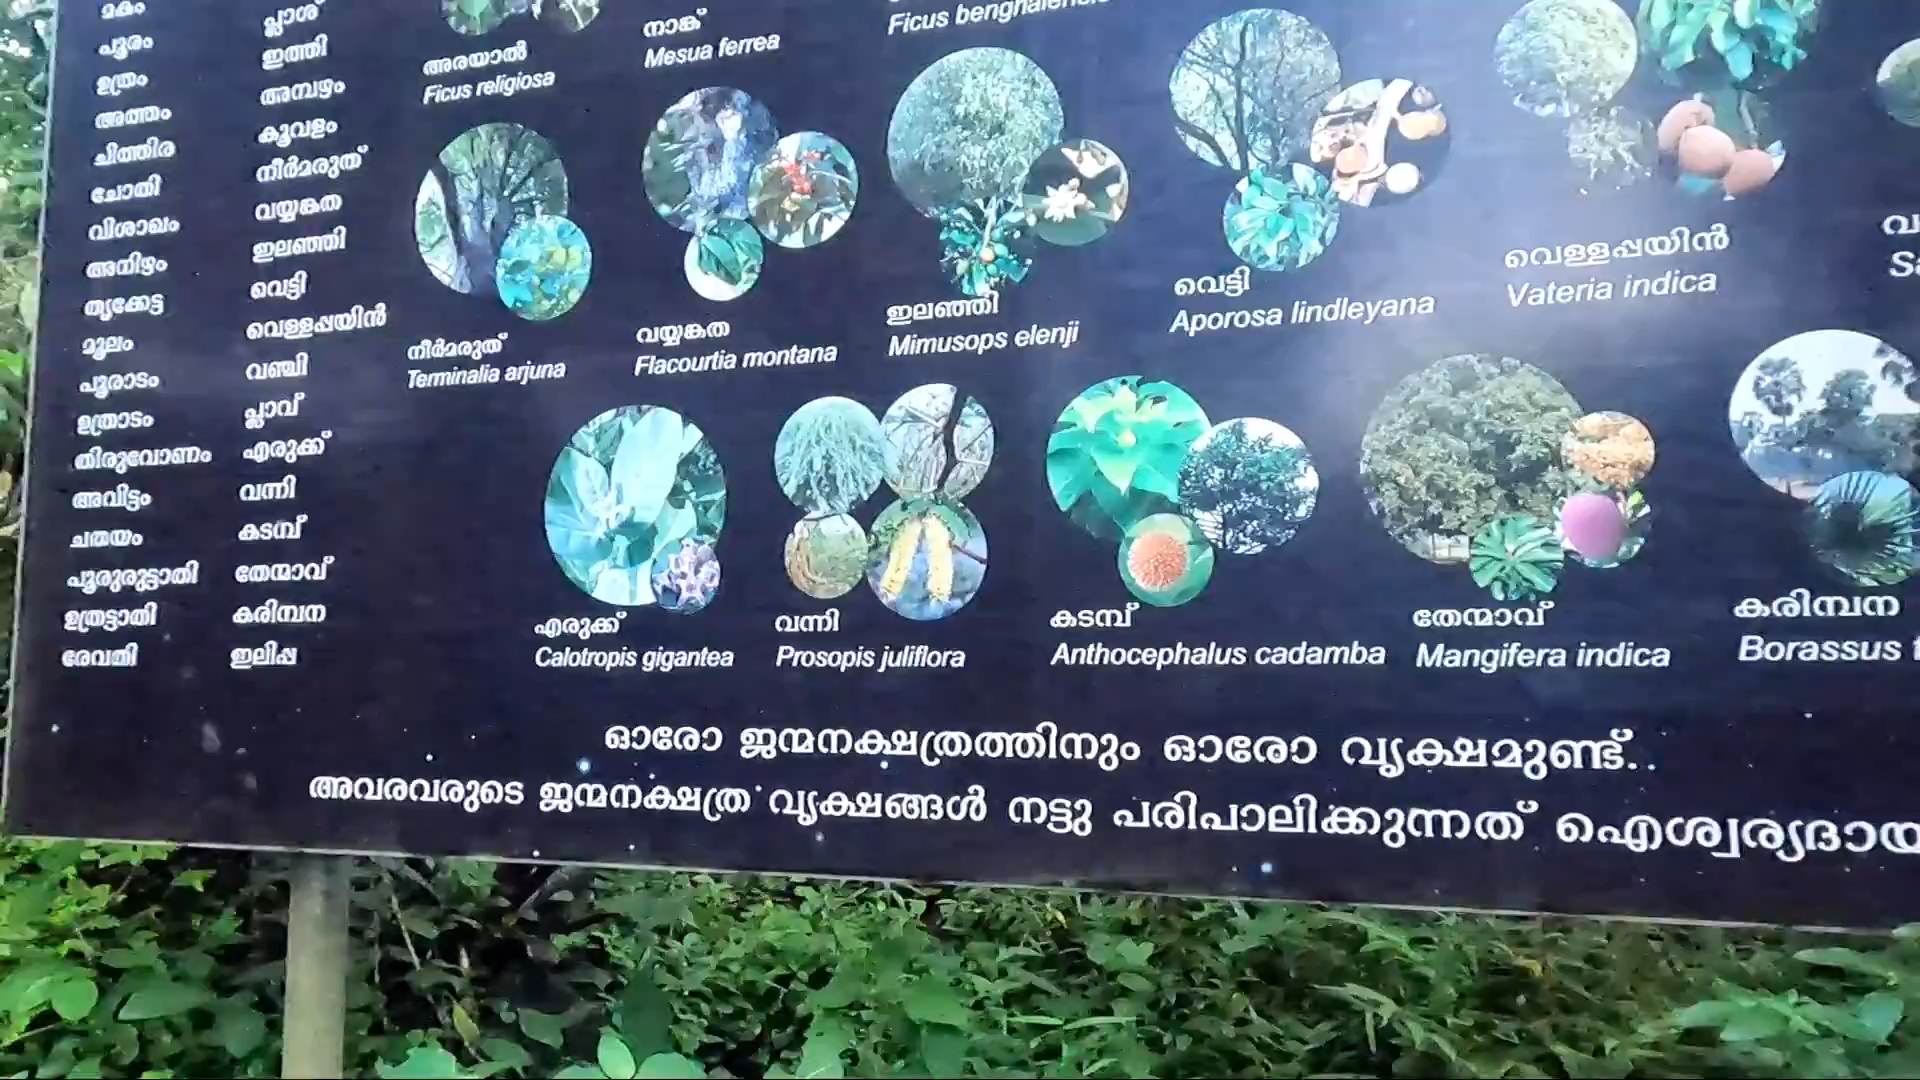 മകം പ്ലാശ്
പൂരം ഇത്തി
ഉത്രം അമ്പഴം
അത്തം കൂവളം
ചിത്തിര നീർമരുത്
ചോതി വയ്യങ്കത
വിശാഖം ഇലഞ്ഞി
അനിഴം വെട്ടി
തൃക്കേട്ട വെള്ളപ്പയിൻ
മൂലം വഞ്ചി
പൂരാടം പ്ലാവ്
ഉത്രാടം എരുക്ക്
തിരുവോണം വന്നി
അവിട്ടം കടമ്പ്
ചതയം തേന്മാവ്
പൂരുരുട്ടാതി കരിമ്പന
ഉത്രട്ടാതി ഇലിപ്പ
രേവതി
അരയാൽ
Ficus religiosa
നാങ്ക്
Mesua ferrea
Ficus benghalensis
നീർമരുത്
Terminalia arjuna
വയ്യങ്കത
Flacourtia montana
ഇലഞ്ഞി
Mimusops elenji
വെട്ടി
Aporosa lindleyana
വെള്ളപ്പയിൻ
Vateria indica
എരുക്ക്
Calotropis gigantea
വന്നി
Prosopis juliflora
കടമ്പ്
Anthocephalus cadamba
തേന്മാവ്
Mangifera indica
കരിമ്പന
Borassus
ഓരോ ജന്മനക്ഷത്രത്തിനും ഓരോ വൃക്ഷമുണ്ട്..
അവരവരുടെ ജന്മനക്ഷത്ര വൃക്ഷങ്ങൾ നട്ടു പരിപാലിക്കുന്നത് ഐശ്വര്യദായ